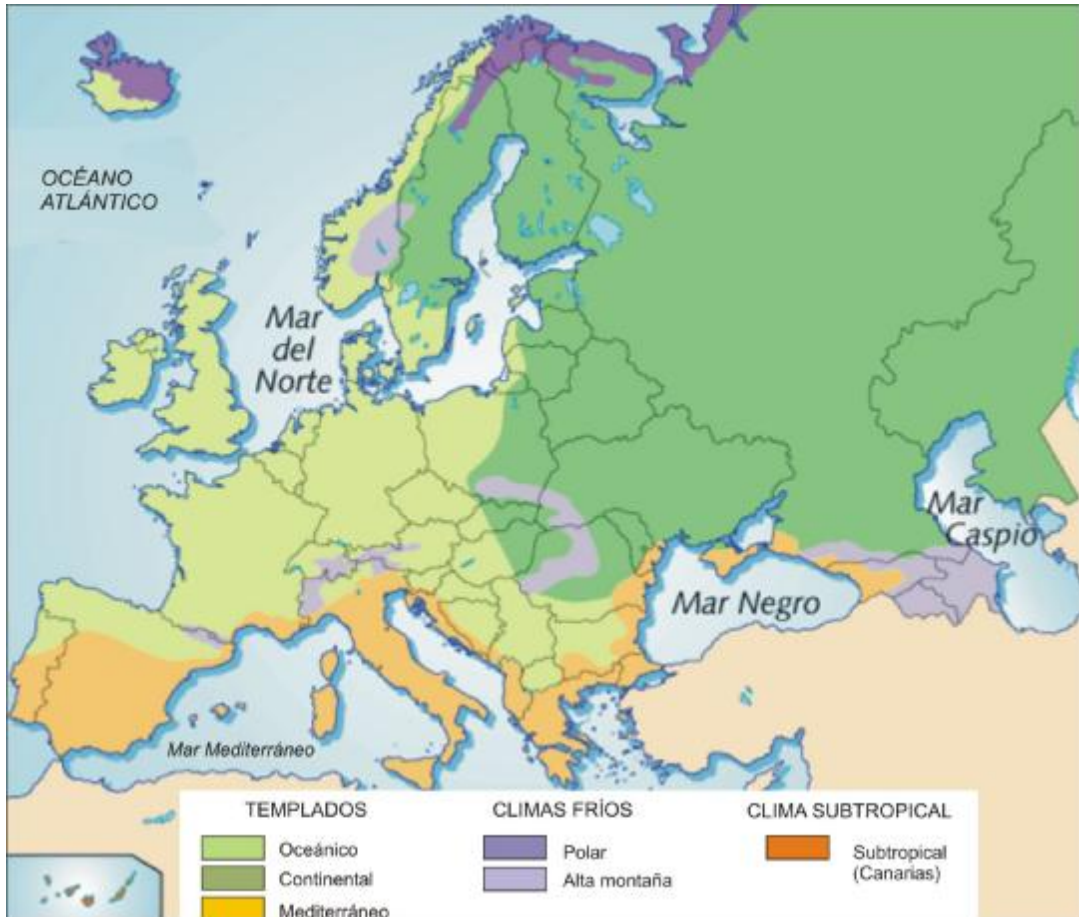 OCÉANO
ATLÁNTICO
Mar
del
Norte
Mar
Caspio
Mar Negro
Mar Mediterráneo
TEMPLADOS
Oceánico
Continental
Mediterráneo
CLIMAS FRÍOS
Polar
Alta montaña
CLIMA SUBTROPICAL
Subtropical
(Canarias)